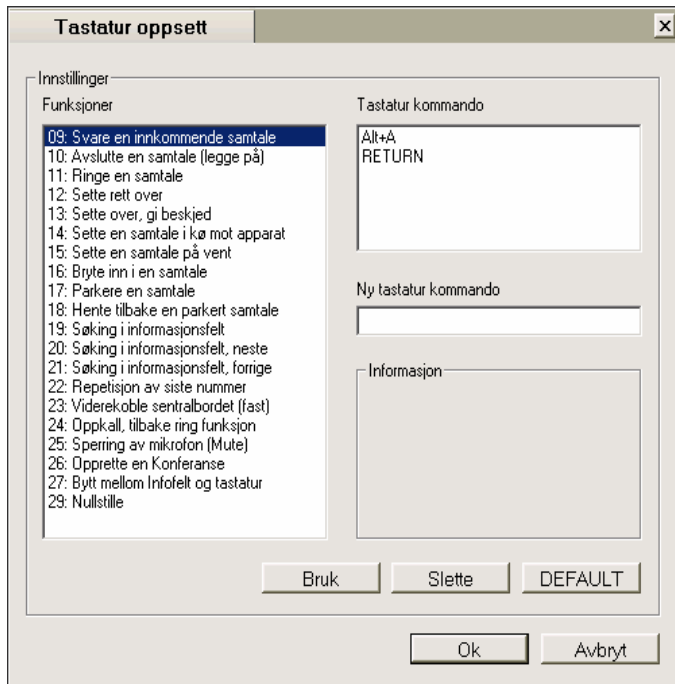 Tastatur oppsett
Innstillinger
Funksjoner
09: Svare en innkommende samtale
10: Avslutte en samtale (legge på)
11: Ringe en samtale
12: Sette rett over
13: Sette over, gi beskjed
14: Sette en samtale i kø mot apparat
15: Sette en samtale på vent
16: Bryte inn i en samtale
17: Parkere en samtale
18: Hente tilbake en parkert samtale
19: Søking i informasjonsfelt
20: Søking i informasjonsfelt, neste
21: Søking i informasjonsfelt, forrige
22: Repetisjon av siste nummer
23: Viderekoble sentralbordet (fast)
24: Oppkall, tilbake ring funksjon
25: Sperring av mikrofon (Mute)
26: Opprette en Konferanse
27: Bytt mellom Infofelt og tastatur
29: Nullstille
Tastatur kommando
Alt+A
RETURN
Ny tastatur kommando
Informasjon
Bruk
Slette
DEFAULT
Ok
Avbryt